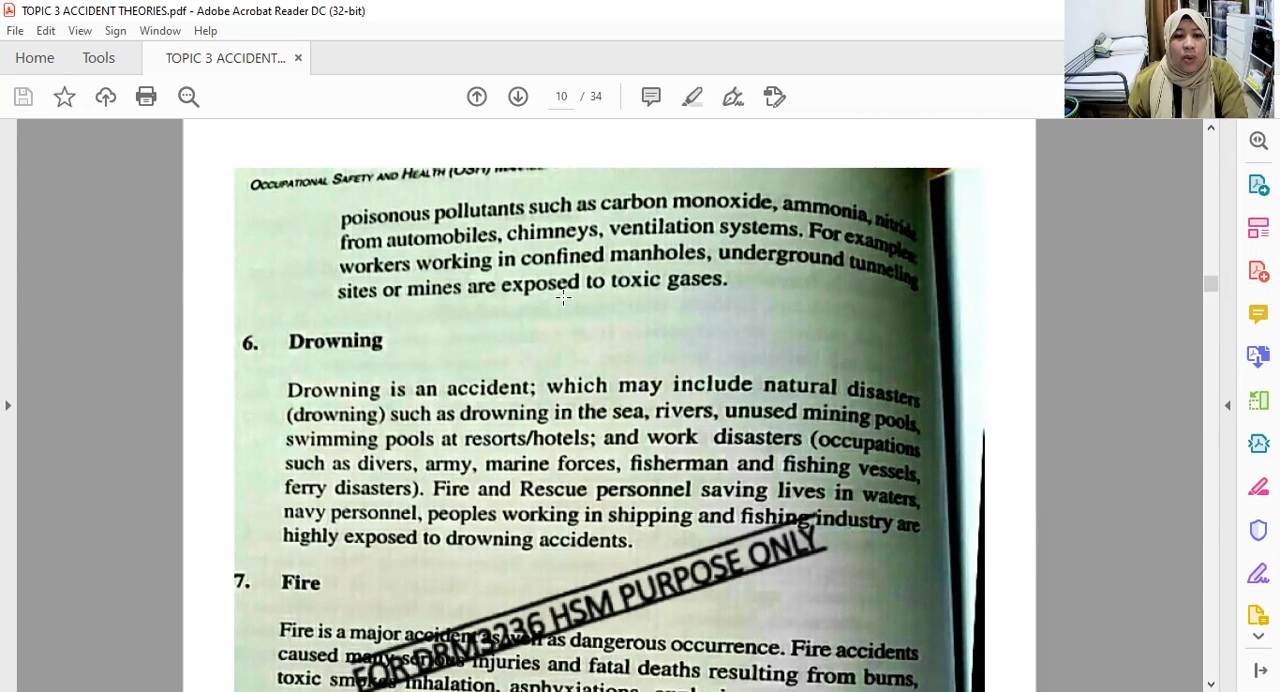 TOPIC 3 ACCIDENT THEORIES.pdf - Adobe Acrobat Reader DC (32-bit)
File Edit View Sign Window Help
Home Tools TOPIC 3 ACCIDENT... ×
10 / 34
OCCUPATIONAL SAFETY AND HEALTH (OSH)
poisonous pollutants such as carbon monoxide, ammonia, nitride
from automobiles, chimneys, ventilation systems. For examples
workers working in confined manholes, underground tunneling
sites or mines are exposed to toxic gases.
6. Drowning
Drowning is an accident; which may include natural disasters
(drowning) such as drowning in the sea, rivers, unused mining pools,
swimming pools at resorts/hotels; and work disasters (occupations
such as divers, army, marine forces, fisherman and fishing vessels,
ferry disasters). Fire and Rescue personnel saving lives in waters,
navy personnel, peoples working in shipping and fishing industry are
highly exposed to drowning accidents.
7. Fire
Fire is a major accident as well as dangerous occurrence. Fire accidents
caused many serious injuries and fatal deaths resulting from burns,
toxic smokes inhalation, asphyxiations,
FOR DRM3236 HSM PURPOSE ONLY